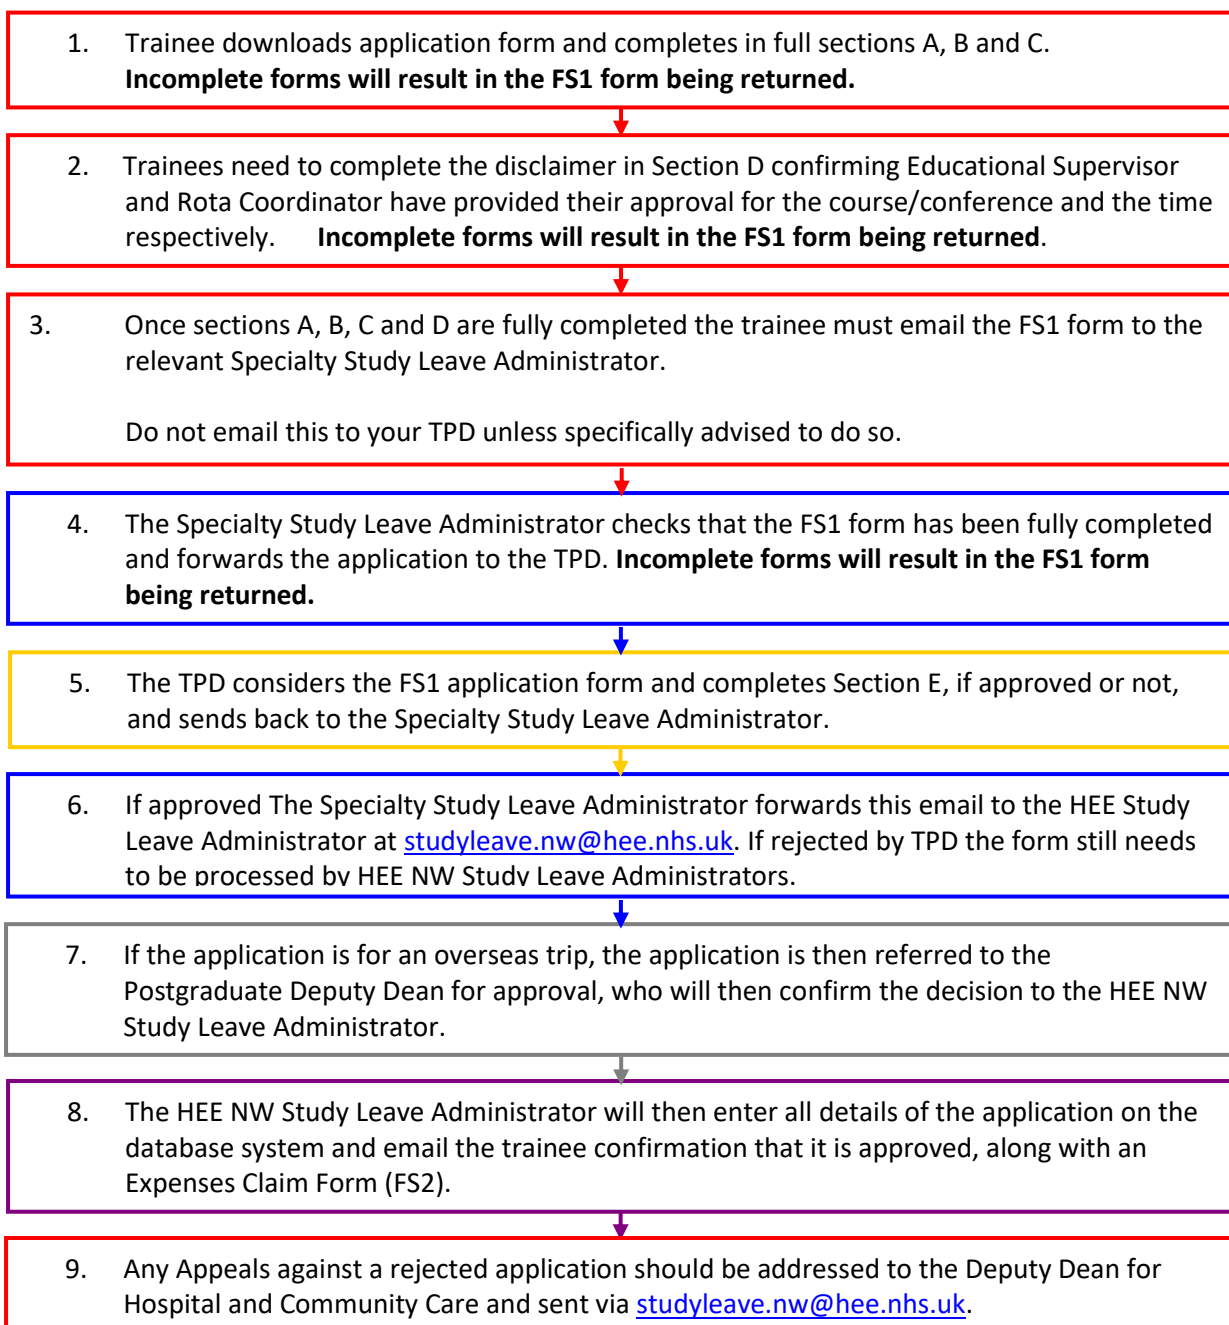 1. Trainee downloads application form and completes in full sections A, B and C.
Incomplete forms will result in the FS1 form being returned.
2. Trainees need to complete the disclaimer in Section D confirming Educational Supervisor
and Rota Coordinator have provided their approval for the course/conference and the time
respectively. Incomplete forms will result in the FS1 form being returned.
3. Once sections A, B, C and D are fully completed the trainee must email the FS1 form to the
relevant Specialty Study Leave Administrator.
Do not email this to your TPD unless specifically advised to do so.
4. The Specialty Study Leave Administrator checks that the FS1 form has been fully completed
and forwards the application to the TPD. Incomplete forms will result in the FS1 form
being returned.
5. The TPD considers the FS1 application form and completes Section E, if approved or not,
and sends back to the Specialty Study Leave Administrator.
6. If approved The Specialty Study Leave Administrator forwards this email to the HEE Study
Leave Administrator at studyleave.nw@hee.nhs.uk. If rejected by TPD the form still needs
to be processed by HEE NW Study Leave Administrators.
7. If the application is for an overseas trip, the application is then referred to the
Postgraduate Deputy Dean for approval, who will then confirm the decision to the HEE NW
Study Leave Administrator.
8. The HEE NW Study Leave Administrator will then enter all details of the application on the
database system and email the trainee confirmation that it is approved, along with an
Expenses Claim Form (FS2).
9. Any Appeals against a rejected application should be addressed to the Deputy Dean for
Hospital and Community Care and sent via studyleave.nw@hee.nhs.uk.